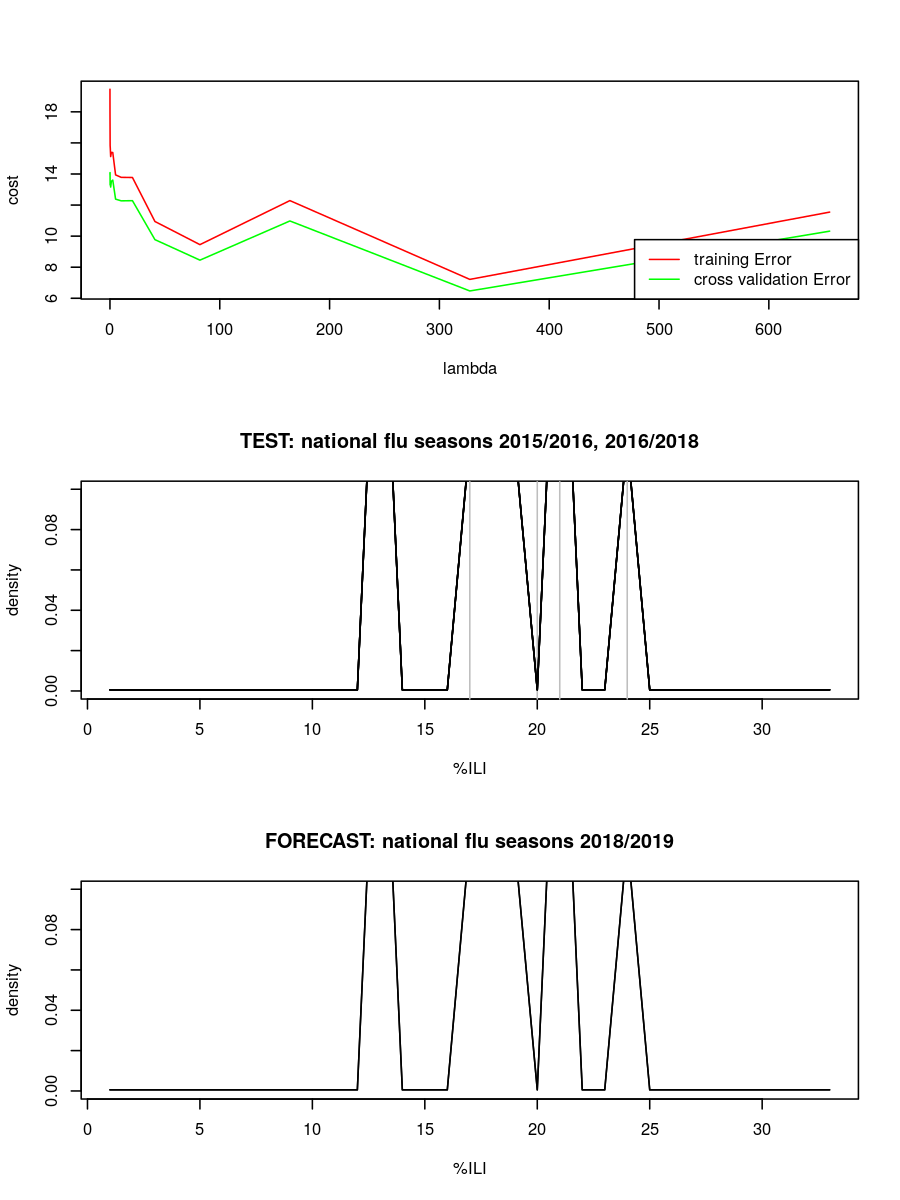 18
14
10
8
6
cost
training Error
cross validation Error
0 100 200 300 400 500 600
lambda
TEST: national flu seasons 2015/2016, 2016/2018
0.08
0.04
0.00
density
0 5 10 15 20 25 30
%ILI
FORECAST: national flu seasons 2018/2019
0.08
0.04
0.00
density
0 5 10 15 20 25 30
%ILI